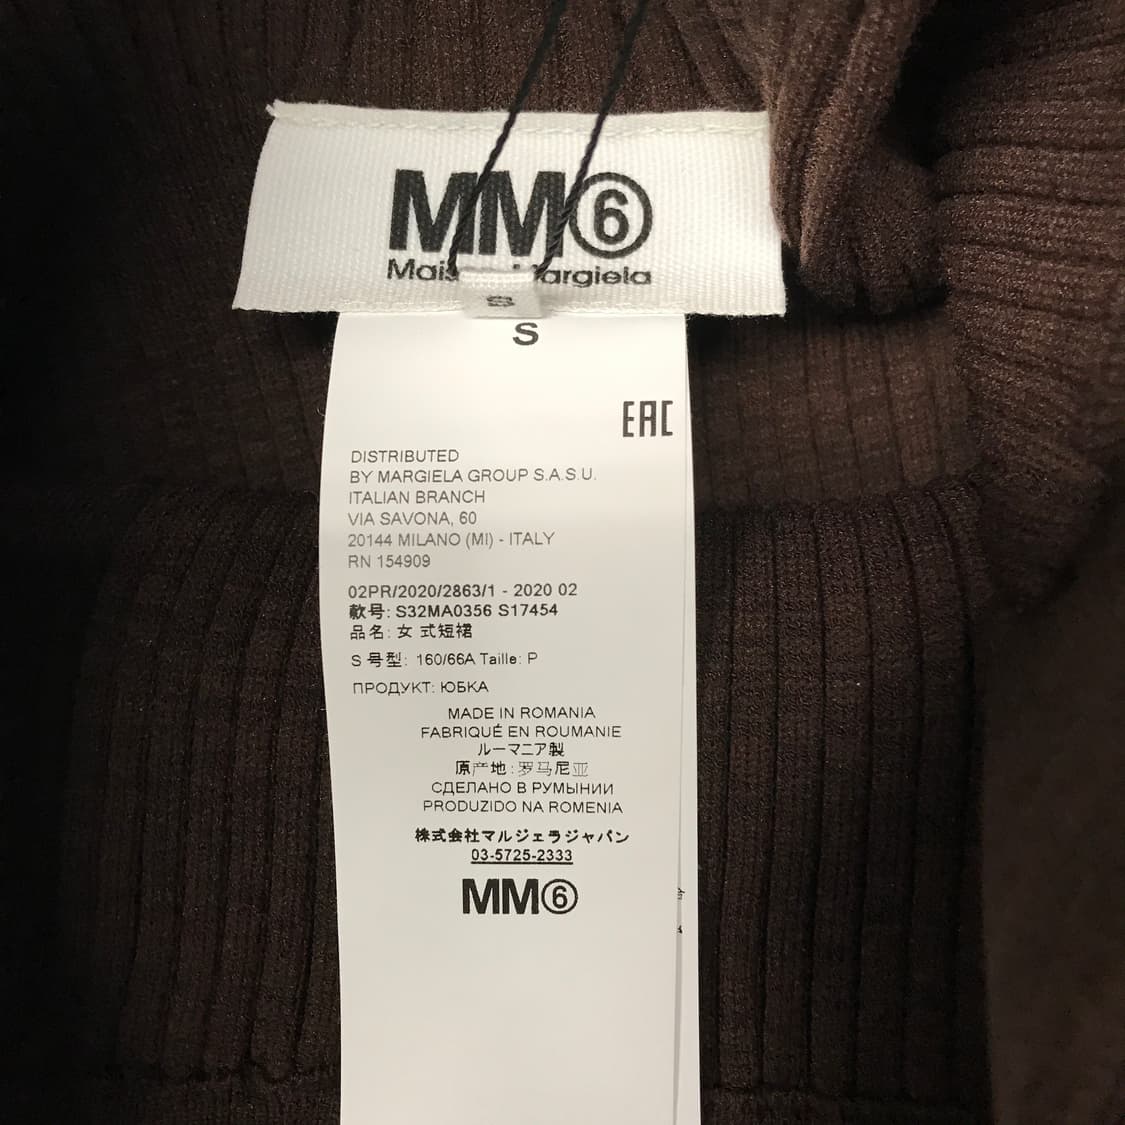 MM⑥
Margiela
S
S
EAC
DISTRIBUTED
BY MARGIELA GROUP S.A.S.U.
ITALIAN BRANCH
VIA SAVONA, 60
20144 MILANO (MI) - ITALY
RN 154909
02PR/2020/2863/1 - 2020 02
款号: S32MA0356 S17454
品名: 女 式短裙
S 号型: 160/66A Taille: P
ПРОДУКТ: ЮБКА
MADE IN ROMANIA
FABRIQUÉ EN ROUMANIE
ルーマニア製
原产地: 罗马尼亚
СДЕЛАНО В РУМЫНИИ
PRODUZIDO NA ROMENIA
株式会社マルジェラジャパン
03-5725-2333
MM⑥